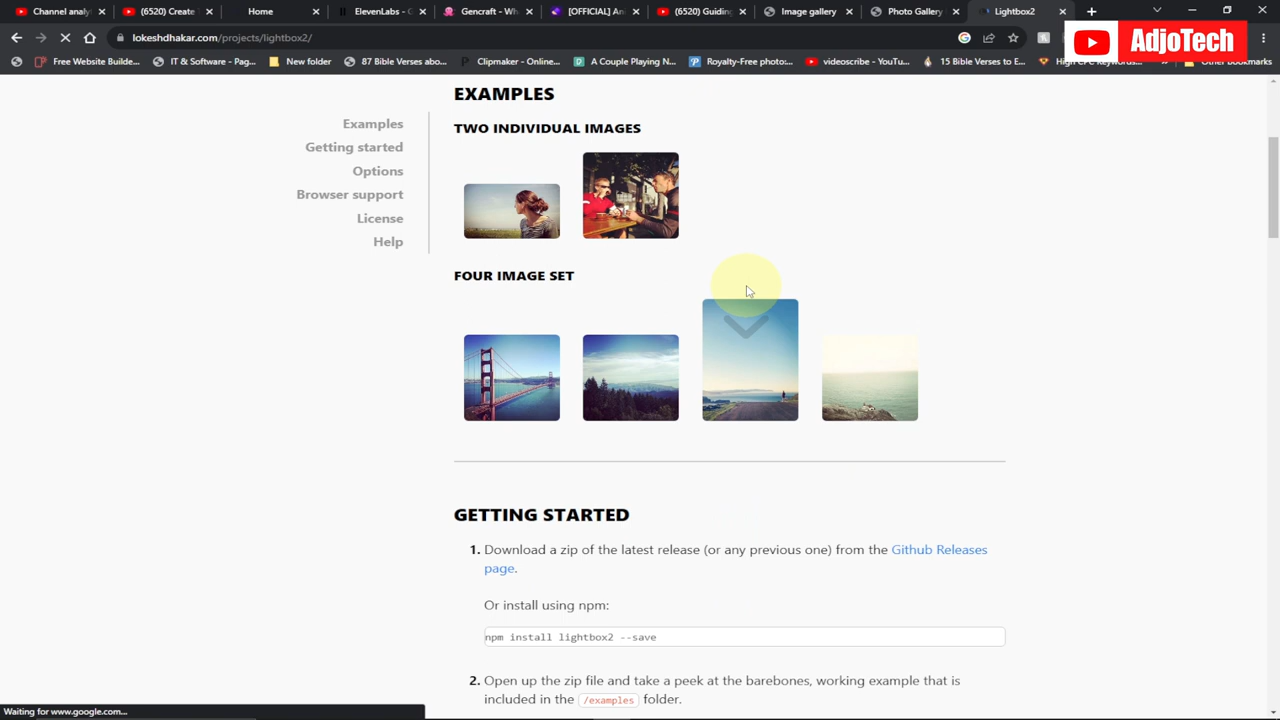 Channel analy
(6520) Create
Home
ElevenLabs - C
Gencraft - Wh
[OFFICIAL] An
(6520) Guidin
Image or
Photo Gallery
Lightbox2
lokeshdhakar.com/projects/lightbox2/
AdjoTech
Free Website Builde...
IT & Software - Pag...
New folder
87 Bible Verses abo...
Clipmaker - Online...
A Couple Playing...
Royalty-Free photo...
videoscribe - YouTu...
15 Bible Verses to E...
High CPC Keywords...
Other Bookmarks
EXAMPLES
Examples
Getting started
Options
Browser support
License
Help
TWO INDIVIDUAL IMAGES
FOUR IMAGE SET
GETTING STARTED
1. Download a zip of the latest release (or any previous one) from the Github Releases
page.
Or install using npm:
npm install lightbox2 --save
2. Open up the zip file and take a peek at the barebones, working example that is
included in the /examples folder.
Waiting for www.google.com...